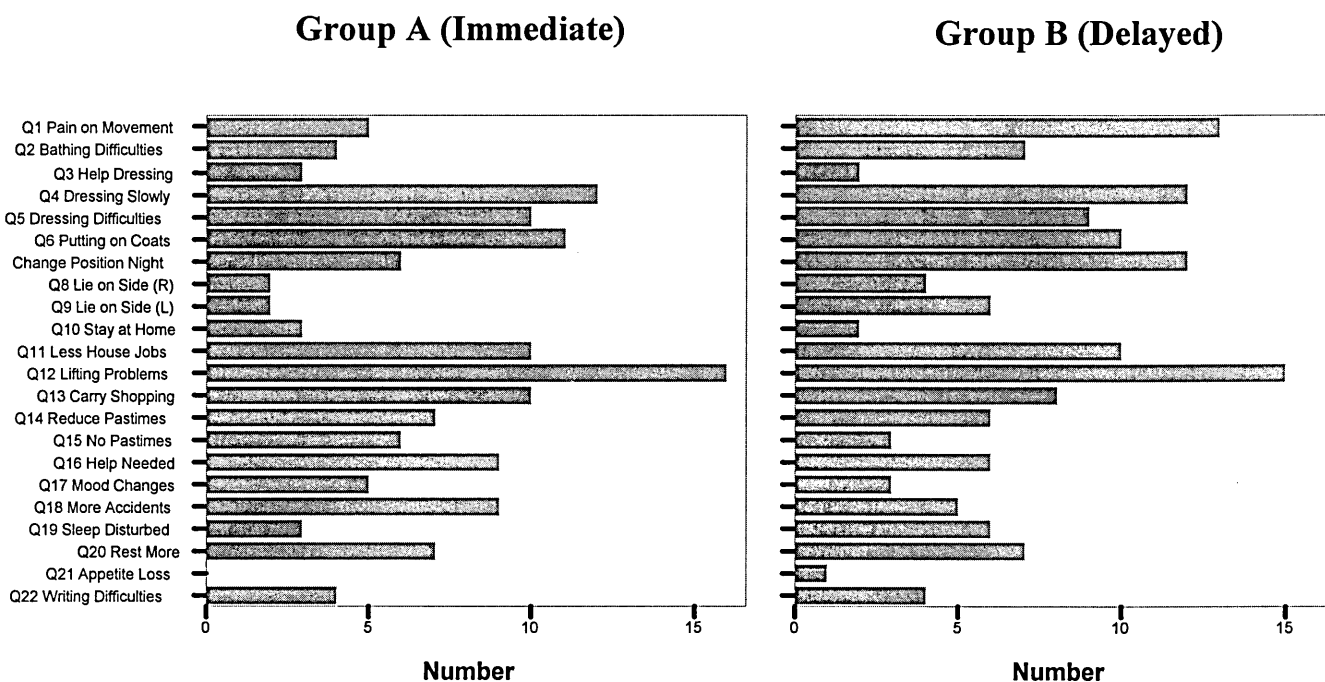 Group A (Immediate)
Group B (Delayed)
Q1 Pain on Movement
Q2 Bathing Difficulties
Q3 Help Dressing
Q4 Dressing Slowly
Q5 Dressing Difficulties
Q6 Putting on Coats
Change Position Night
Q8 Lie on Side (R)
Q9 Lie on Side (L)
Q10 Stay at Home
Q11 Less House Jobs
Q12 Lifting Problems
Q13 Carry Shopping
Q14 Reduce Pastimes
Q15 No Pastimes
Q16 Help Needed
Q17 Mood Changes
Q18 More Accidents
Q19 Sleep Disturbed
Q20 Rest More
Q21 Appetite Loss
Q22 Writing Difficulties
0 5 10 15
0 5 10 15
Number
Number